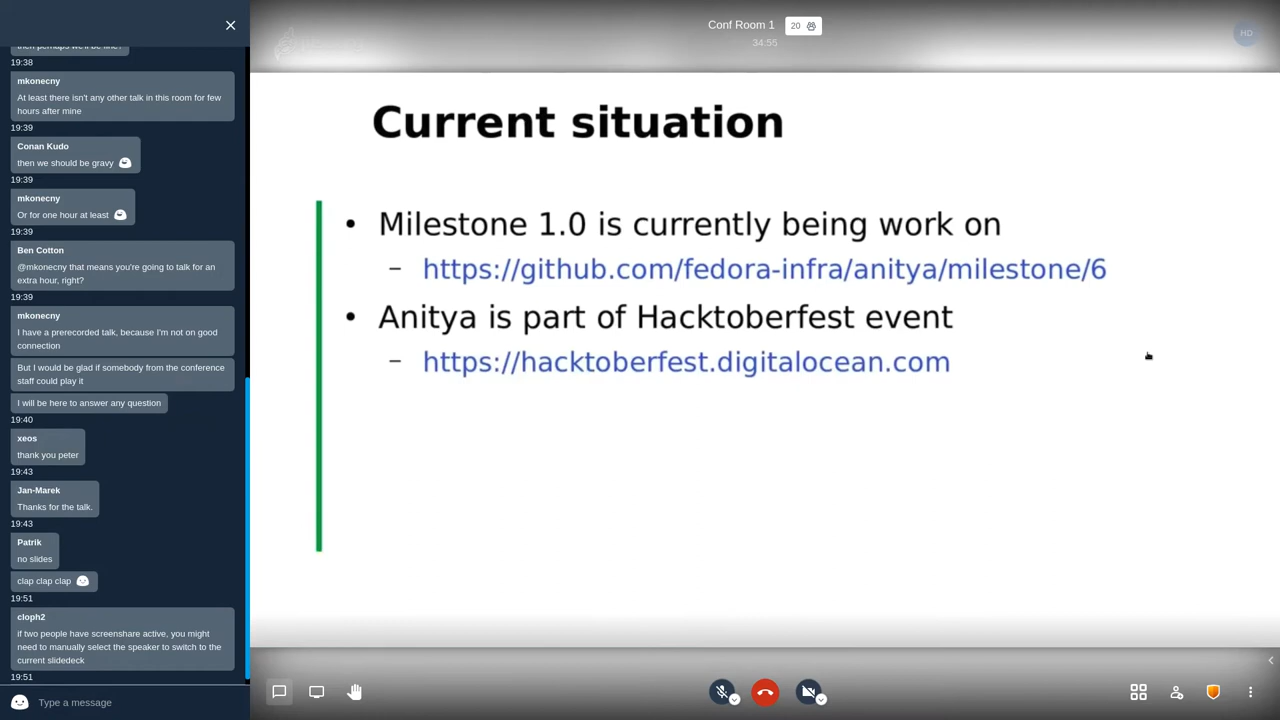 19:38
mkonecny
At least there isn't any other talk in this room for few
hours after mine
19:39
Conan Kudo
then we should be gravy
19:39
mkonecny
Or for one hour at least
19:39
Ben Cotton
@mkonecny that means you're going to talk for an
extra hour, right?
19:39
mkonecny
I have a prerecorded talk, because I'm not on good
connection
But I would be glad if somebody from the conference
staff could play it
I will be here to answer any question
19:40
xeos
thank you peter
19:43
Jan-Marek
Thanks for the talk.
19:43
Patrik
no slides
clap clap clap
19:51
cloph2
if two people have screenshare active, you might
need to manually select the speaker to switch to the
current slidedeck
19:51
Type a message
Conf Room 1
20
34:55
HD
Current situation
• Milestone 1.0 is currently being work on
– https://github.com/fedora-infra/anitya/milestone/6
• Anitya is part of Hacktoberfest event
– https://hacktoberfest.digitalocean.com